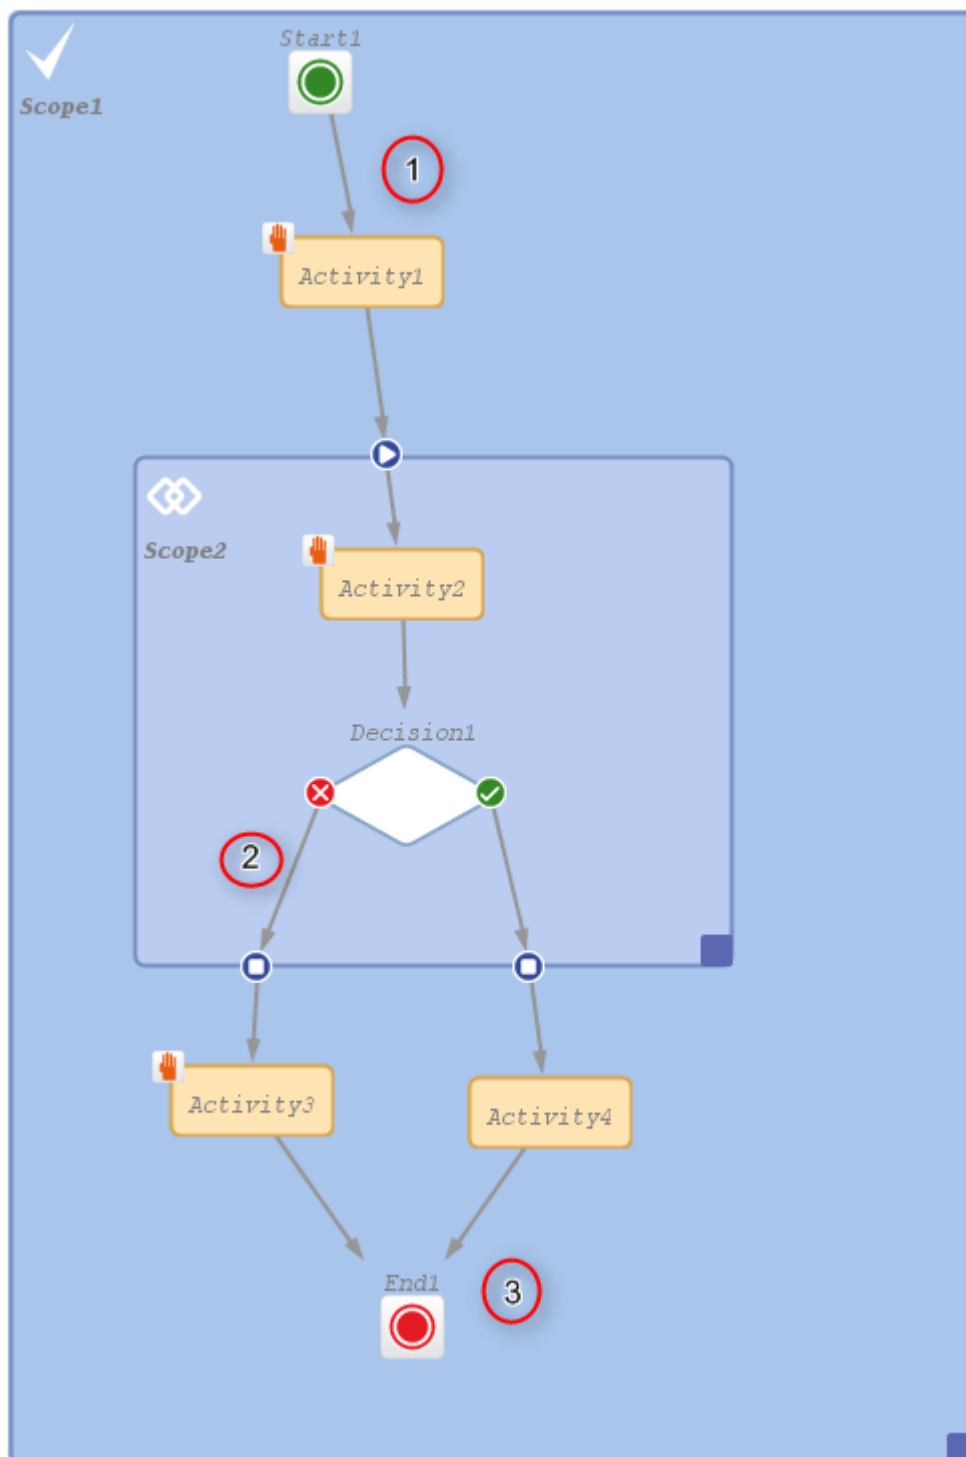 Start1
Scope1
1
Activity1
Scope2
Activity2
Decision1
2
Activity3
Activity4
End1
3